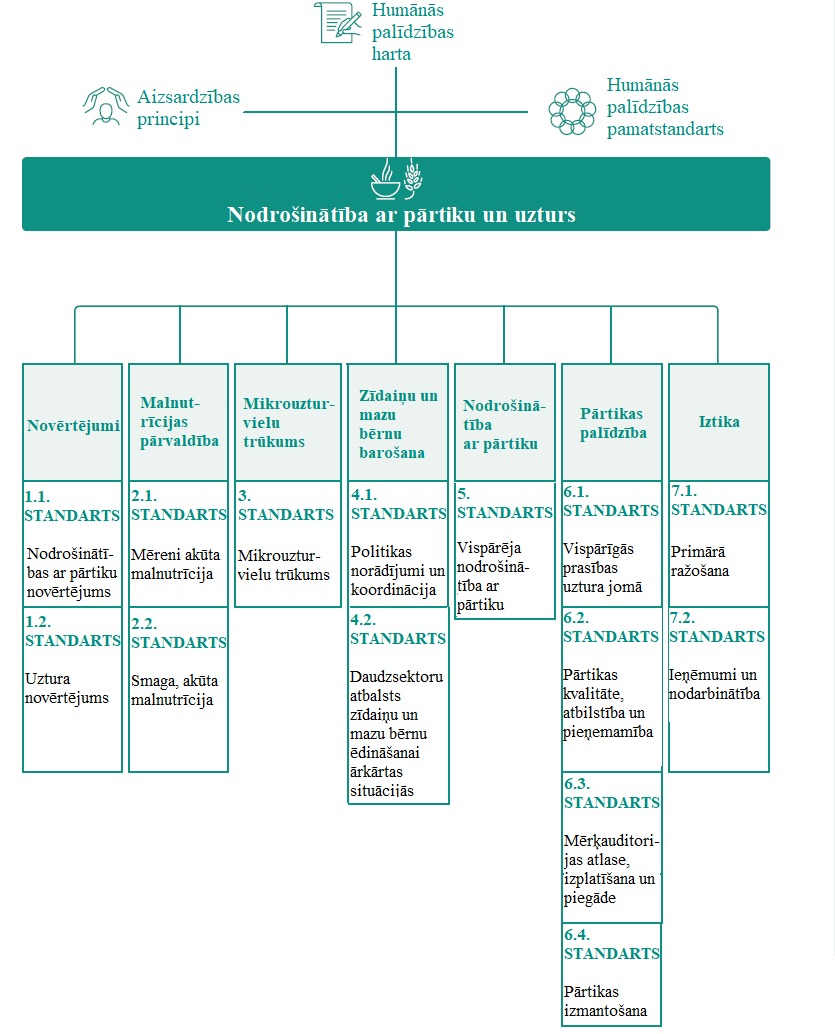 Humānās
palīdzības
harta
Aizsardzības
principi
Humānās
palīdzības
pamatstandarts
Nodrošinātība ar pārtiku un uzturs
Novērtējumi
1.1.
STANDARTS
Nodrošinātī-
bas ar pārtiku
novērtējums
1.2.
STANDARTS
Uztura
novērtējums
Malnut-
rīcijas
pārvaldība
2.1.
STANDARTS
Mēreni akūta
malnutrīcija
2.2.
STANDARTS
Smaga, akūta
malnutrīcija
Mikrouztur-
vielu
trūkums
3.
STANDARTS
Mikrouztur-
vielu trūkums
Zīdaiņu un
mazu
bērnu
barošana
4.1.
STANDARTS
Politikas
norādījumi un
koordinācija
4.2.
STANDARTS
Daudzsektoru
atbalsts
zīdaiņu un
mazu bērnu
ēdināšanai
ārkārtas
situācijās
Nodrošinā-
tība
ar pārtiku
5.
STANDARTS
Vispārēja
nodrošinā-
tība ar
pārtiku
Pārtikas
palīdzība
6.1.
STANDARTS
Vispārīgās
prasības
uztura jomā
6.2.
STANDARTS
Pārtikas
kvalitāte,
atbilstība un
pieņemamība
6.3.
STANDARTS
Mērķauditori-
jas atlase,
izplatīšana un
piegāde
6.4.
STANDARTS
Pārtikas
izmantošana
Iztika
7.1.
STANDARTS
Primārā
ražošana
7.2.
STANDARTS
Ieņēmumi un
nodarbinātība